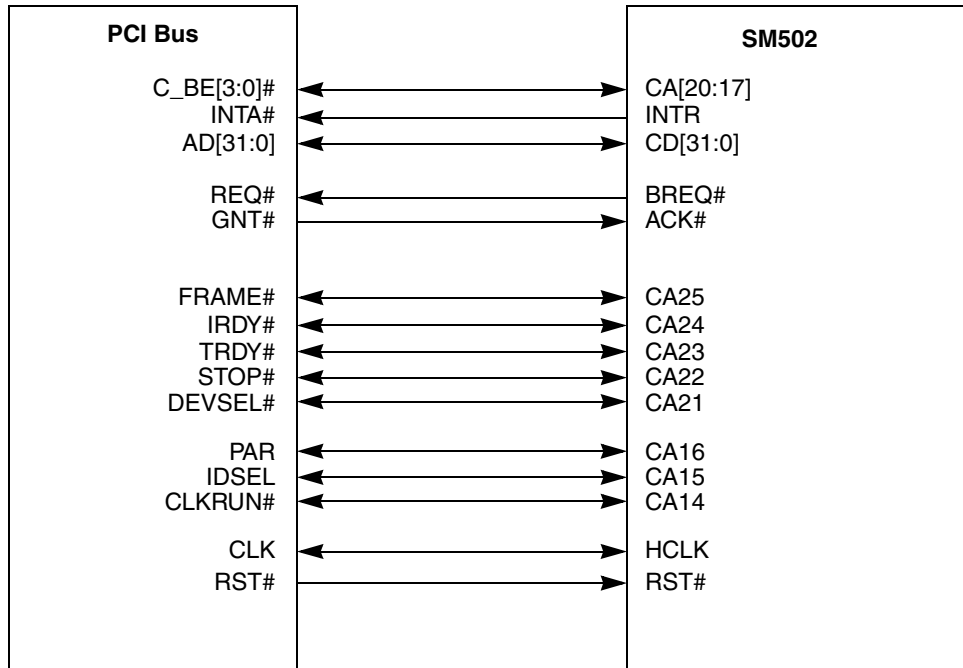 PCI Bus SM502
C_BE[3:0]# CA[20:17]
INTA# INTR
AD[31:0] CD[31:0]
REQ# BREQ#
GNT# ACK#
FRAME# CA25
IRDY# CA24
TRDY# CA23
STOP# CA22
DEVSEL# CA21
PAR CA16
IDSEL CA15
CLKRUN# CA14
CLK HCLK
RST# RST#